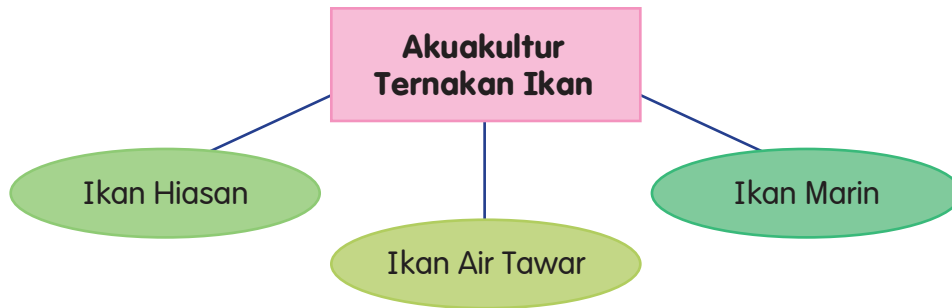 Akuakultur
Ternakan Ikan
Ikan Hiasan
Ikan Air Tawar
Ikan Marin